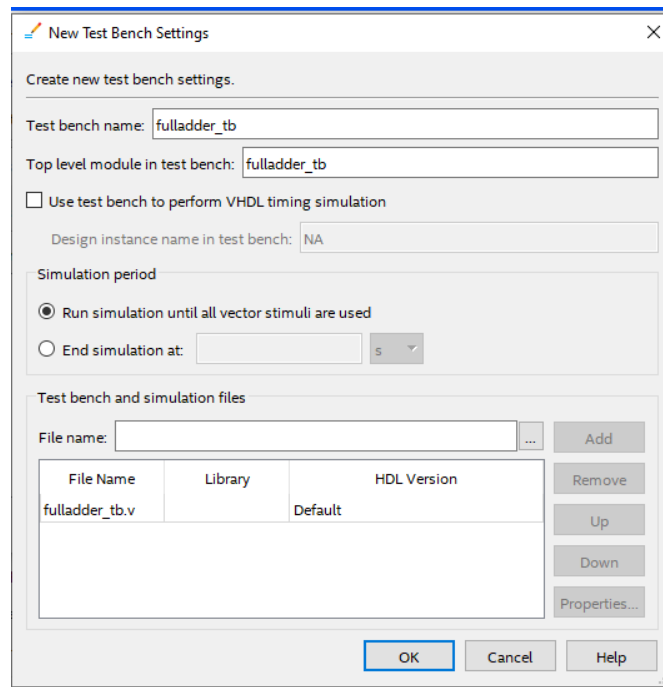 New Test Bench Settings
Create new test bench settings.
Test bench name: fulladder_tb
Top level module in test bench: fulladder_tb
Use test bench to perform VHDL timing simulation
Design instance name in test bench: NA
Simulation period
Run simulation until all vector stimuli are used
End simulation at: s
Test bench and simulation files
File name: ... Add
File Name Library HDL Version Remove
fulladder_tb.v Default
Up
Down
Properties...
OK Cancel Help